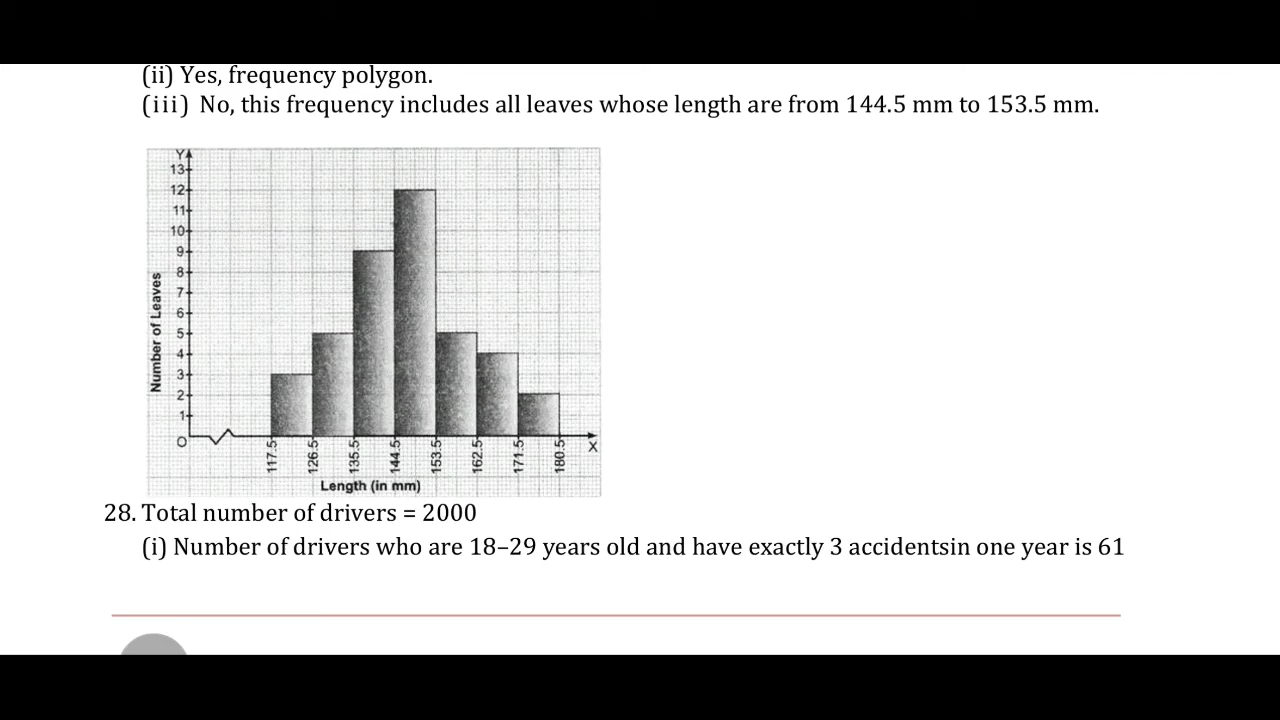 (ii) Yes, frequency polygon.
(iii) No, this frequency includes all leaves whose length are from 144.5 mm to 153.5 mm.
Y
13
12
11
10
9
8
7
6
5
4
3
2
1
O
Number of Leaves
117.5 126.5 135.5 144.5 153.5 162.5 171.5 180.5 X
Length (in mm)
28. Total number of drivers = 2000
(i) Number of drivers who are 18–29 years old and have exactly 3 accidentsin one year is 61